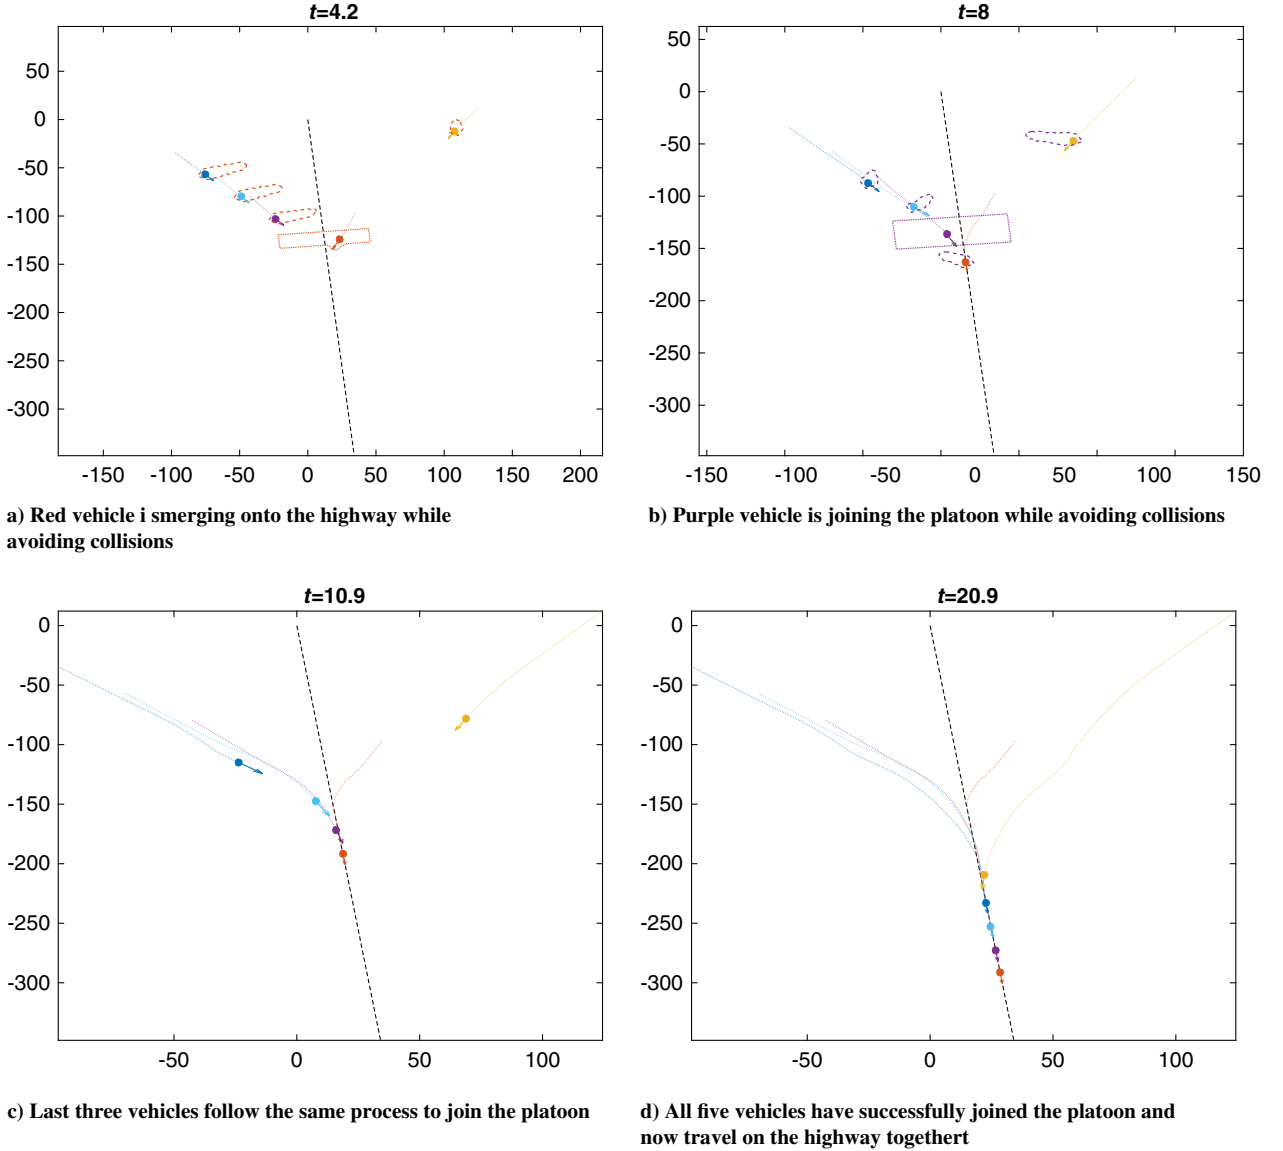 t=4.2
50
0
-50
-100
-150
-200
-250
-300
-150 -100 -50 0 50 100 150 200
a) Red vehicle i smerging onto the highway while
avoiding collisions
t=8
50
0
-50
-100
-150
-200
-250
-300
-150 -100 -50 0 50 100 150
b) Purple vehicle is joining the platoon while avoiding collisions
t=10.9
0
-50
-100
-150
-200
-250
-300
-50 0 50 100
c) Last three vehicles follow the same process to join the platoon
t=20.9
0
-50
-100
-150
-200
-250
-300
-50 0 50 100
d) All five vehicles have successfully joined the platoon and
now travel on the highway togethert